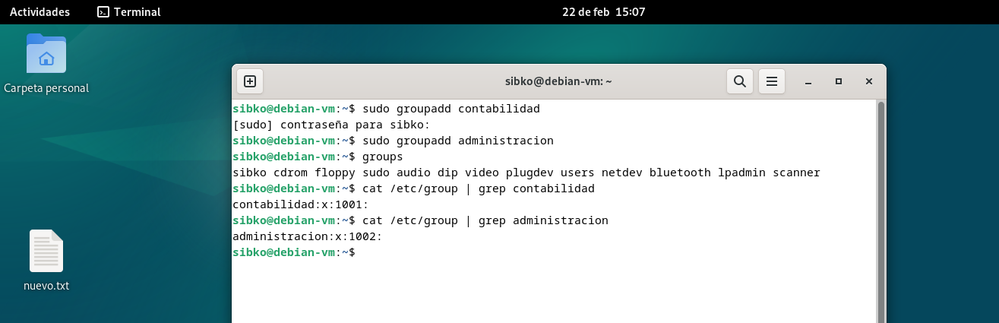 Actividades
Terminal
22 de feb 15:07
Carpeta personal
nuevo.txt
sibko@debian-vm: ~
sibko@debian-vm:~$ sudo groupadd contabilidad
[sudo] contraseña para sibko:
sibko@debian-vm:~$ sudo groupadd administracion
sibko@debian-vm:~$ groups
sibko cdrom floppy sudo audio dip video plugdev users netdev bluetooth lpadmin scanner
sibko@debian-vm:~$ cat /etc/group | grep contabilidad
contabilidad:x:1001:
sibko@debian-vm:~$ cat /etc/group | grep administracion
administracion:x:1002:
sibko@debian-vm:~$